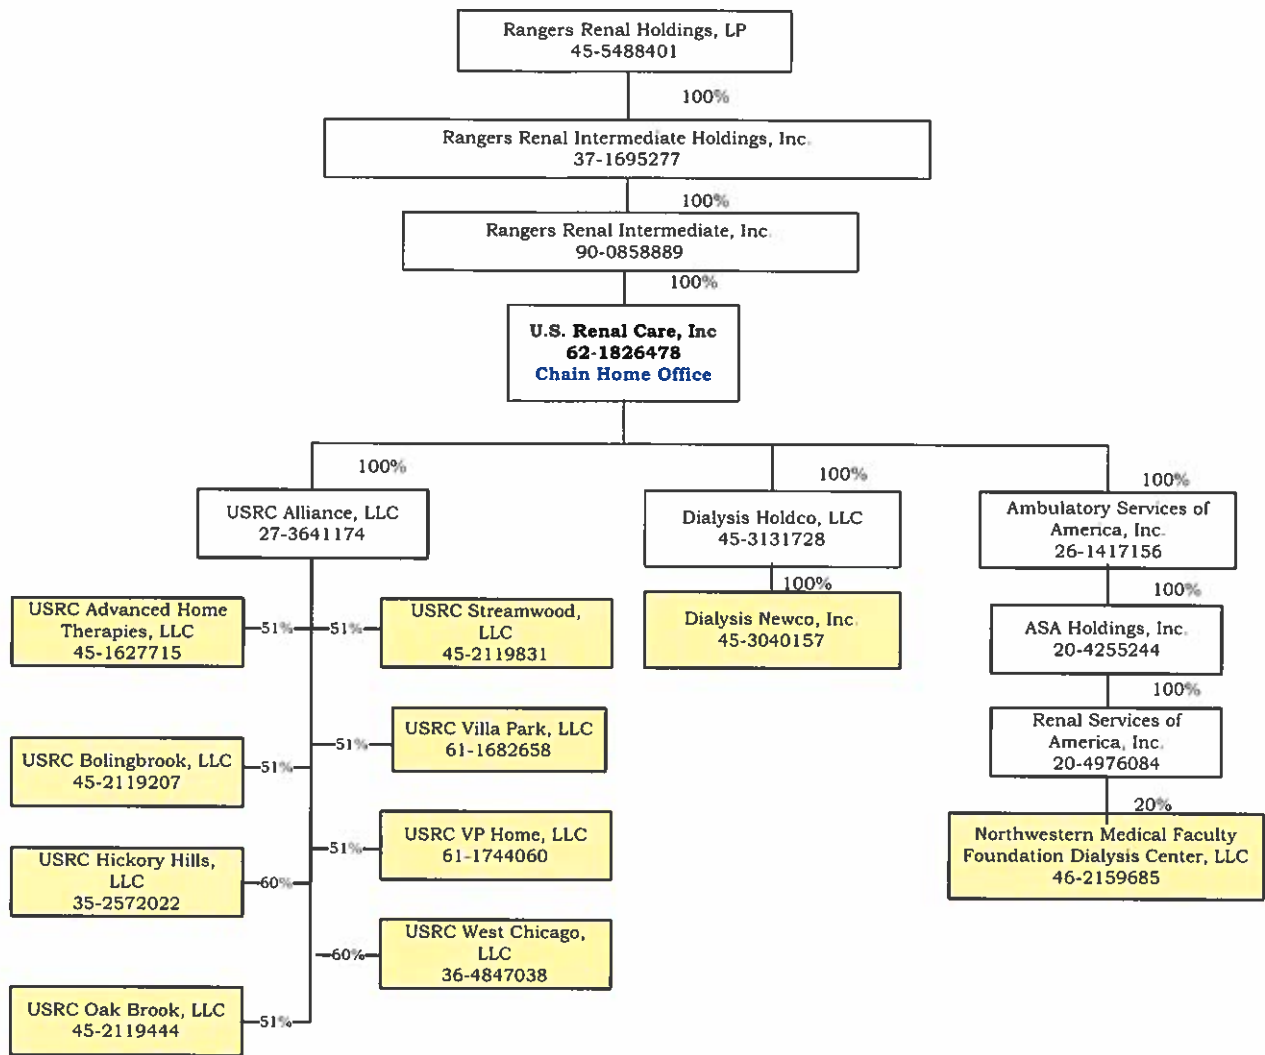 Rangers Renal Holdings, LP
45-5488401
100%
Rangers Renal Intermediate Holdings, Inc.
37-1695277
100%
Rangers Renal Intermediate, Inc.
90-0858889
100%
U.S. Renal Care, Inc
62-1826478
Chain Home Office
100%
USRC Alliance, LLC
27-3641174
100%
Dialysis Holdco, LLC
45-3131728
100%
Ambulatory Services of
America, Inc.
26-1417156
USRC Advanced Home
Therapies, LLC
45-1627715
51%
51%
USRC Streamwood,
LLC
45-2119831
51%
USRC Villa Park, LLC
61-1682658
USRC Bolingbrook, LLC
45-2119207
51%
51%
USRC VP Home, LLC
61-1744060
USRC Hickory Hills,
LLC
35-2572022
60%
60%
USRC West Chicago,
LLC
36-4847038
USRC Oak Brook, LLC
45-2119444
51%
100%
Dialysis Newco, Inc.
45-3040157
100%
ASA Holdings, Inc.
20-4255244
100%
Renal Services of
America, Inc.
20-4976084
20%
Northwestern Medical Faculty
Foundation Dialysis Center, LLC
46-2159685